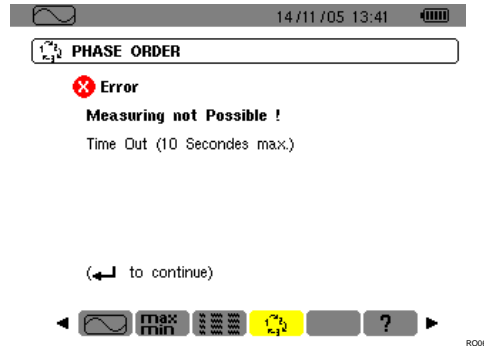 14/11/05 13:41
PHASE ORDER
Error
Measuring not Possible !
Time Out (10 Secondes max.)
(↵ to continue)
max
min
?